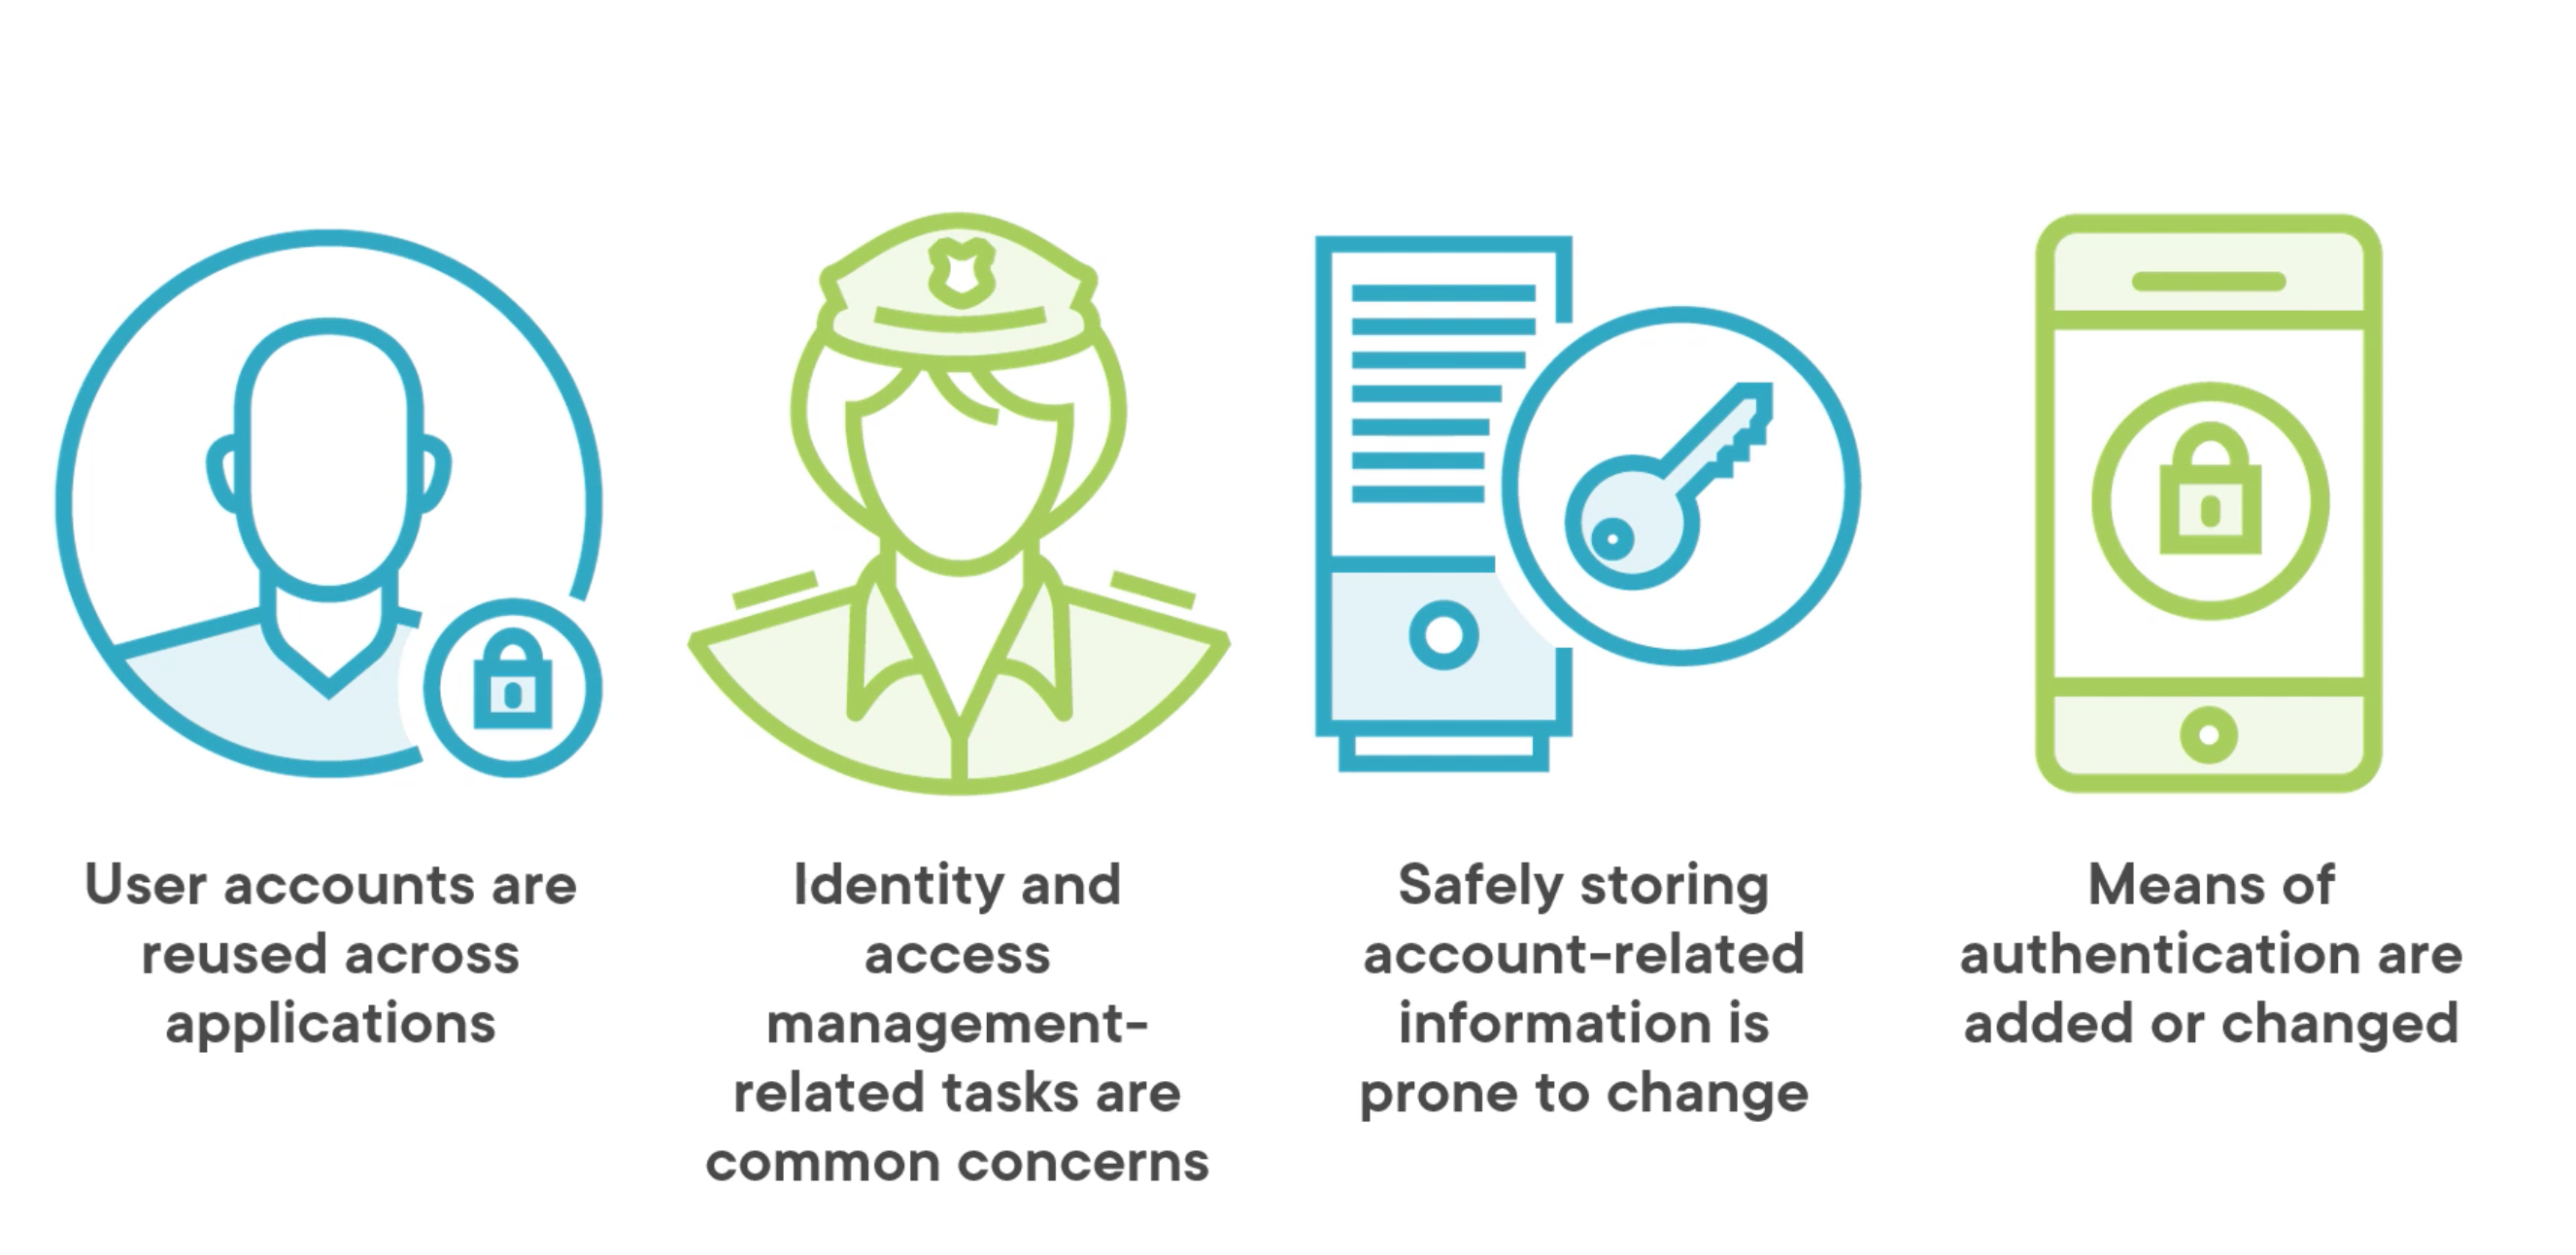 User accounts are
reused across
applications
Identity and
access
management-
related tasks are
common concerns
Safely storing
account-related
information is
prone to change
Means of
authentication are
added or changed